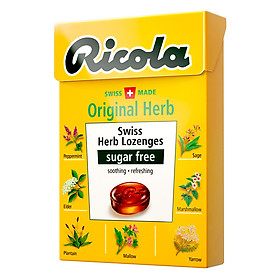 Ricola
SWISS MADE
Original Herb
Swiss
Herb Lozenges
sugar free
soothing • refreshing
Peppermint
Sage
Elder
Marshmallow
Plantain
Mallow
Yarrow